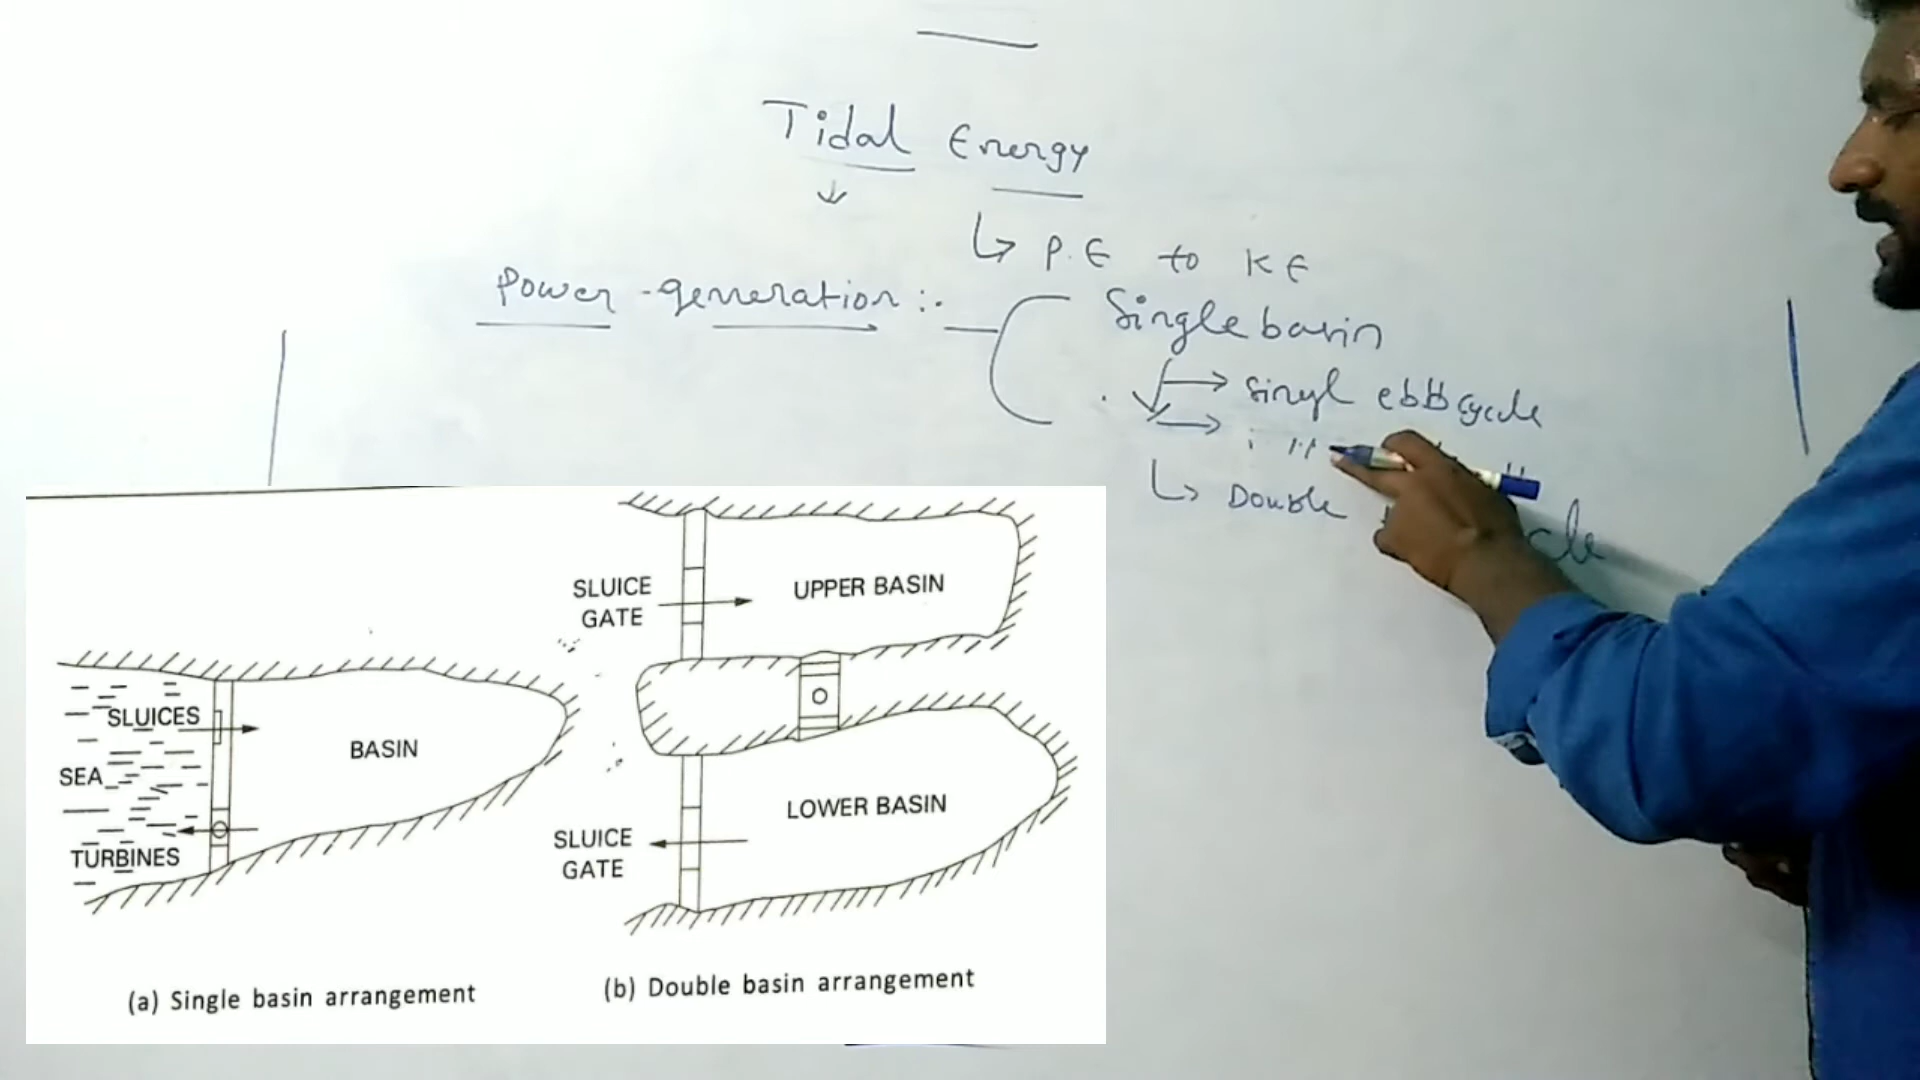 Tidal Energy
P.E to KE
Power generation :-
Single basin
Singl ebb cycle
Double
SLUICE
GATE
UPPER BASIN
SLUICES
BASIN
SEA
TURBINES
LOWER BASIN
SLUICE
GATE
(a) Single basin arrangement
(b) Double basin arrangement